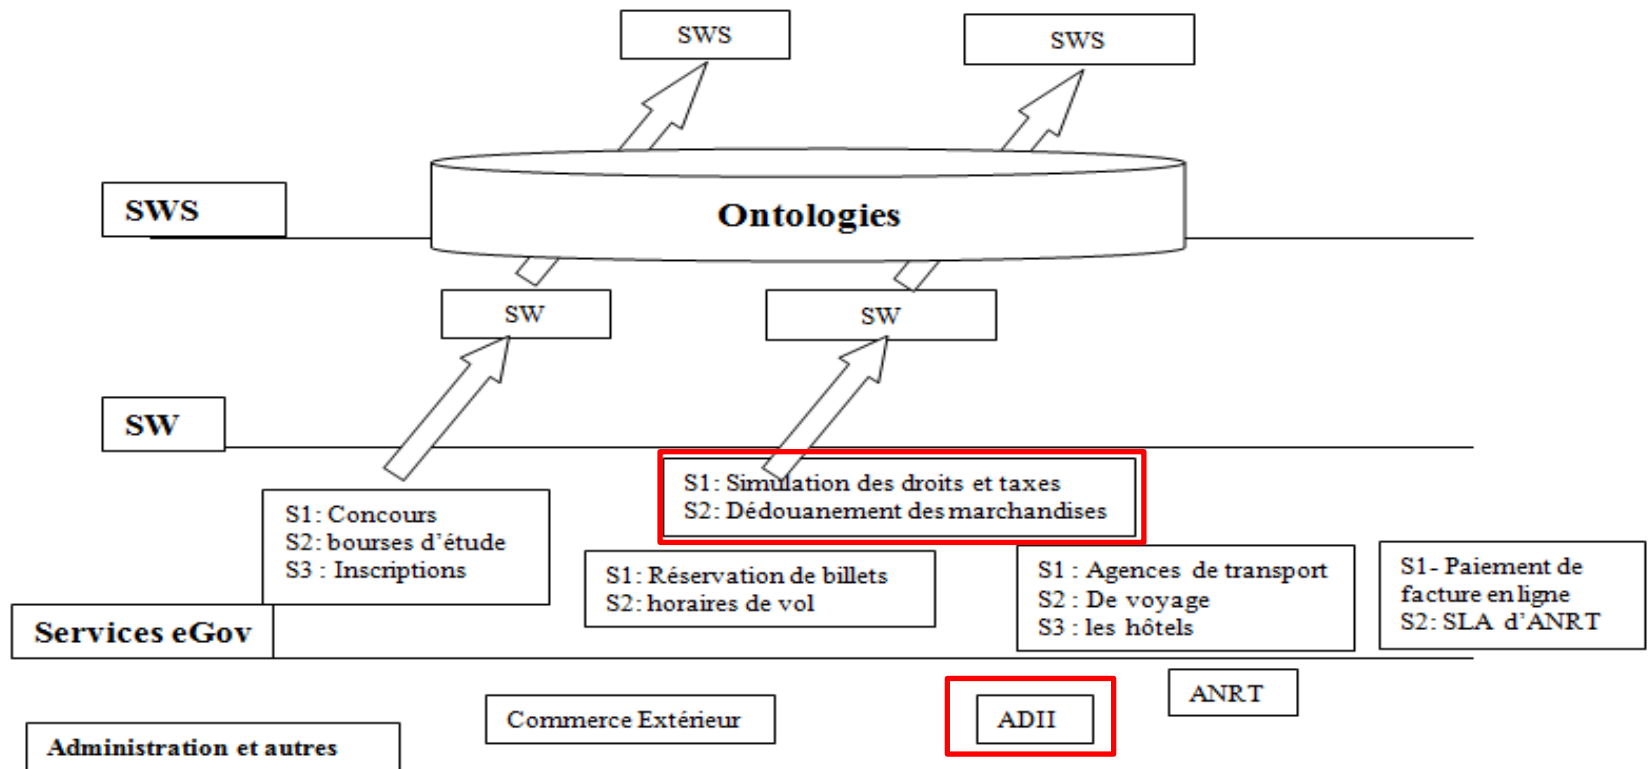 SWS
SWS
SWS
Ontologies
SW
SW
SW
S1: Simulation des droits et taxes
S2: Dédouanement des marchandises
S1: Concours
S2: bourses d’étude
S3 : Inscriptions
S1: Réservation de billets
S2: horaires de vol
S1 : Agences de transport
S2 : De voyage
S3 : les hôtels
S1- Paiement de
facture en ligne
S2: SLA d’ANRT
Services eGov
ANRT
Commerce Extérieur
ADII
Administration et autres